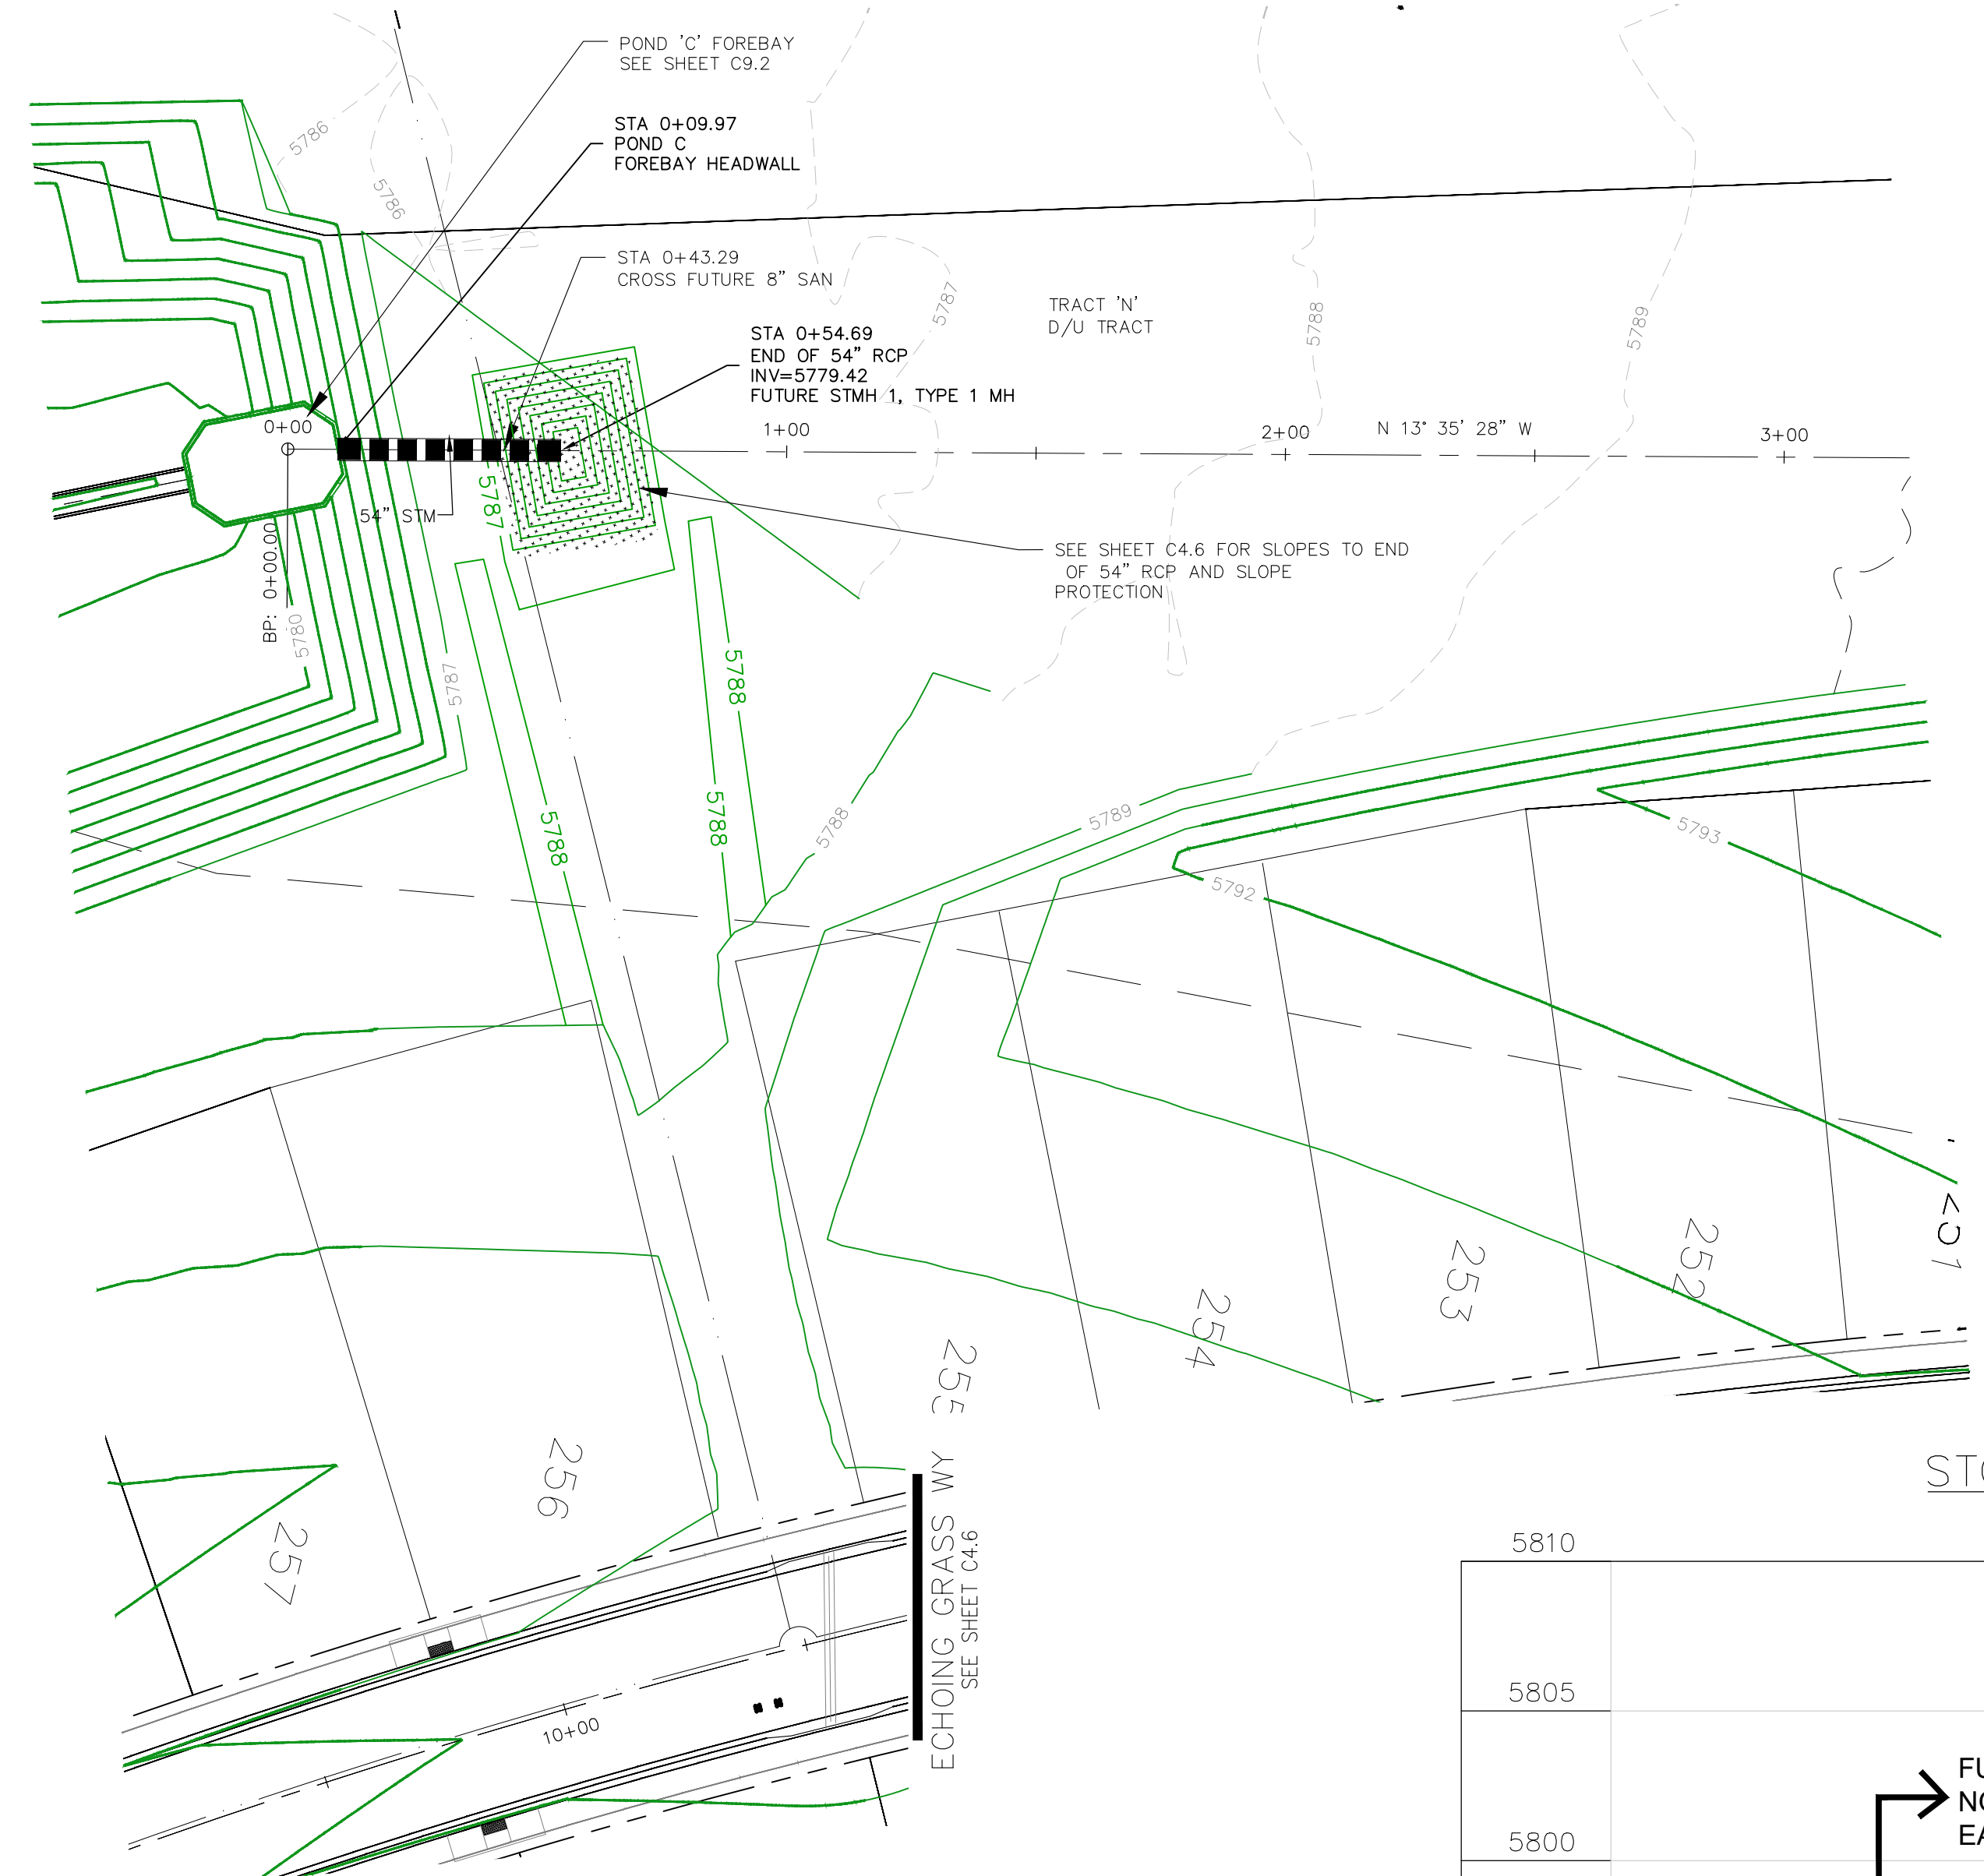 POND 'C' FOREBAY
SEE SHEET C9.2
STA 0+09.97
POND C
FOREBAY HEADWALL
5786
5786
STA 0+43.29
CROSS FUTURE 8" SAN
5787
TRACT 'N'
D/U TRACT
5788
5789
STA 0+54.69
END OF 54" RCP
INV=5779.42
FUTURE STMH 1, TYPE 1 MH
0+00
1+00
2+00
N 13° 35' 28" W
3+00
5787
54" STM
BP: 0+00.00
5780
5787
SEE SHEET C4.6 FOR SLOPES TO END
OF 54" RCP AND SLOPE
PROTECTION
5788
5788
5788
5788
5789
5793
5792
252
253
254
255
256
257
ECHOING GRASS WY
SEE SHEET C4.6
10+00
5810
5805
5800